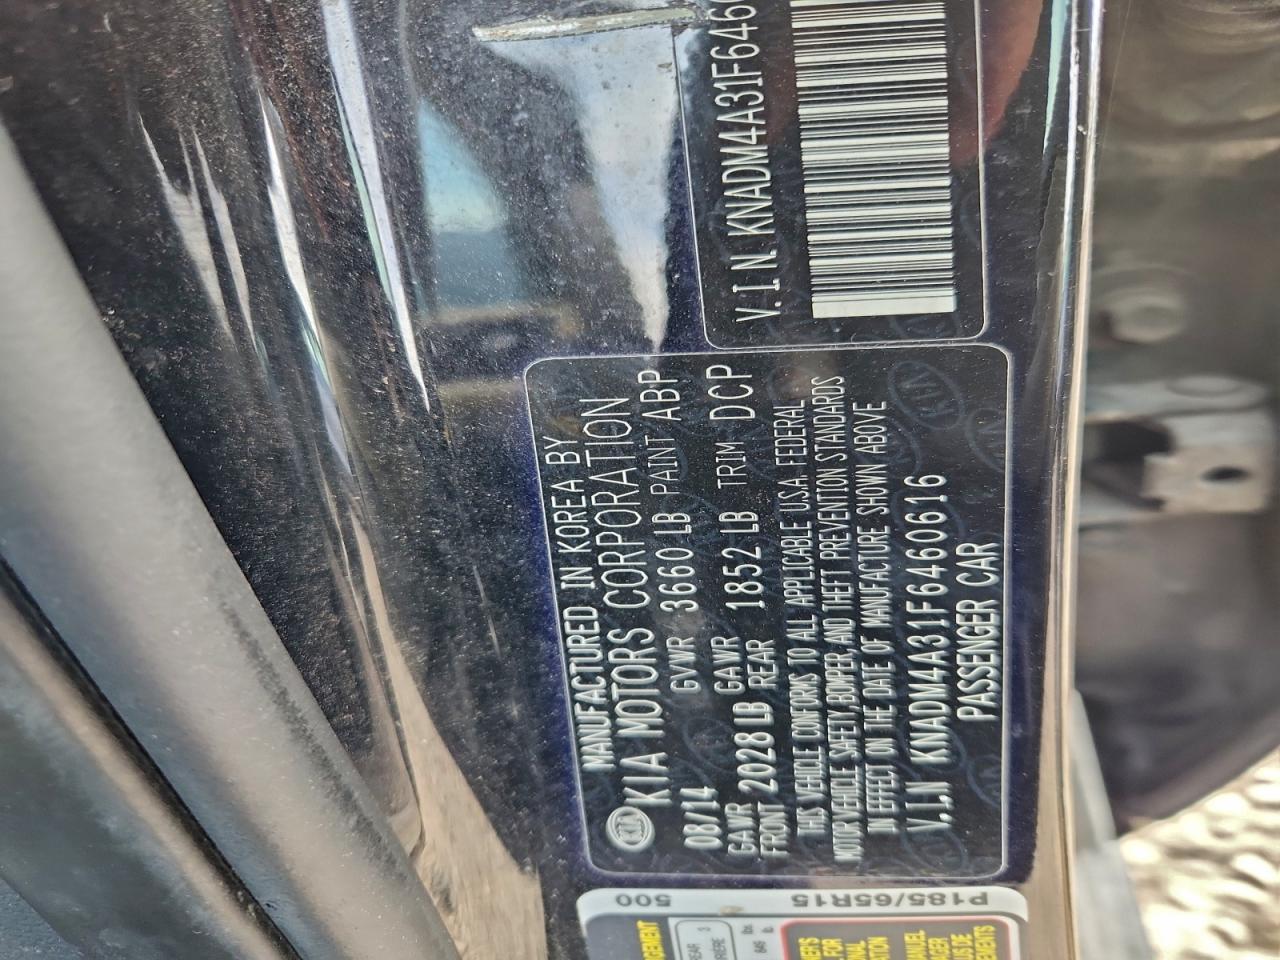 V.I.N. KNADM4A31F646
KIA
MANUFACTURED IN KOREA BY
KIA MOTORS CORPORATION
08/14 GVWR 3660 LB PAINT ABP
GAWR FRONT 2028 LB GAWR REAR 1852 LB TRIM DCP
THIS VEHICLE CONFORMS TO ALL APPLICABLE U.S.A. FEDERAL
MOTOR VEHICLE SAFETY, BUMPER, AND THEFT PREVENTION STANDARDS
IN EFFECT ON THE DATE OF MANUFACTURE SHOWN ABOVE
V.I.N KNADM4A31F6460616
PASSENGER CAR
500
P185/65R15